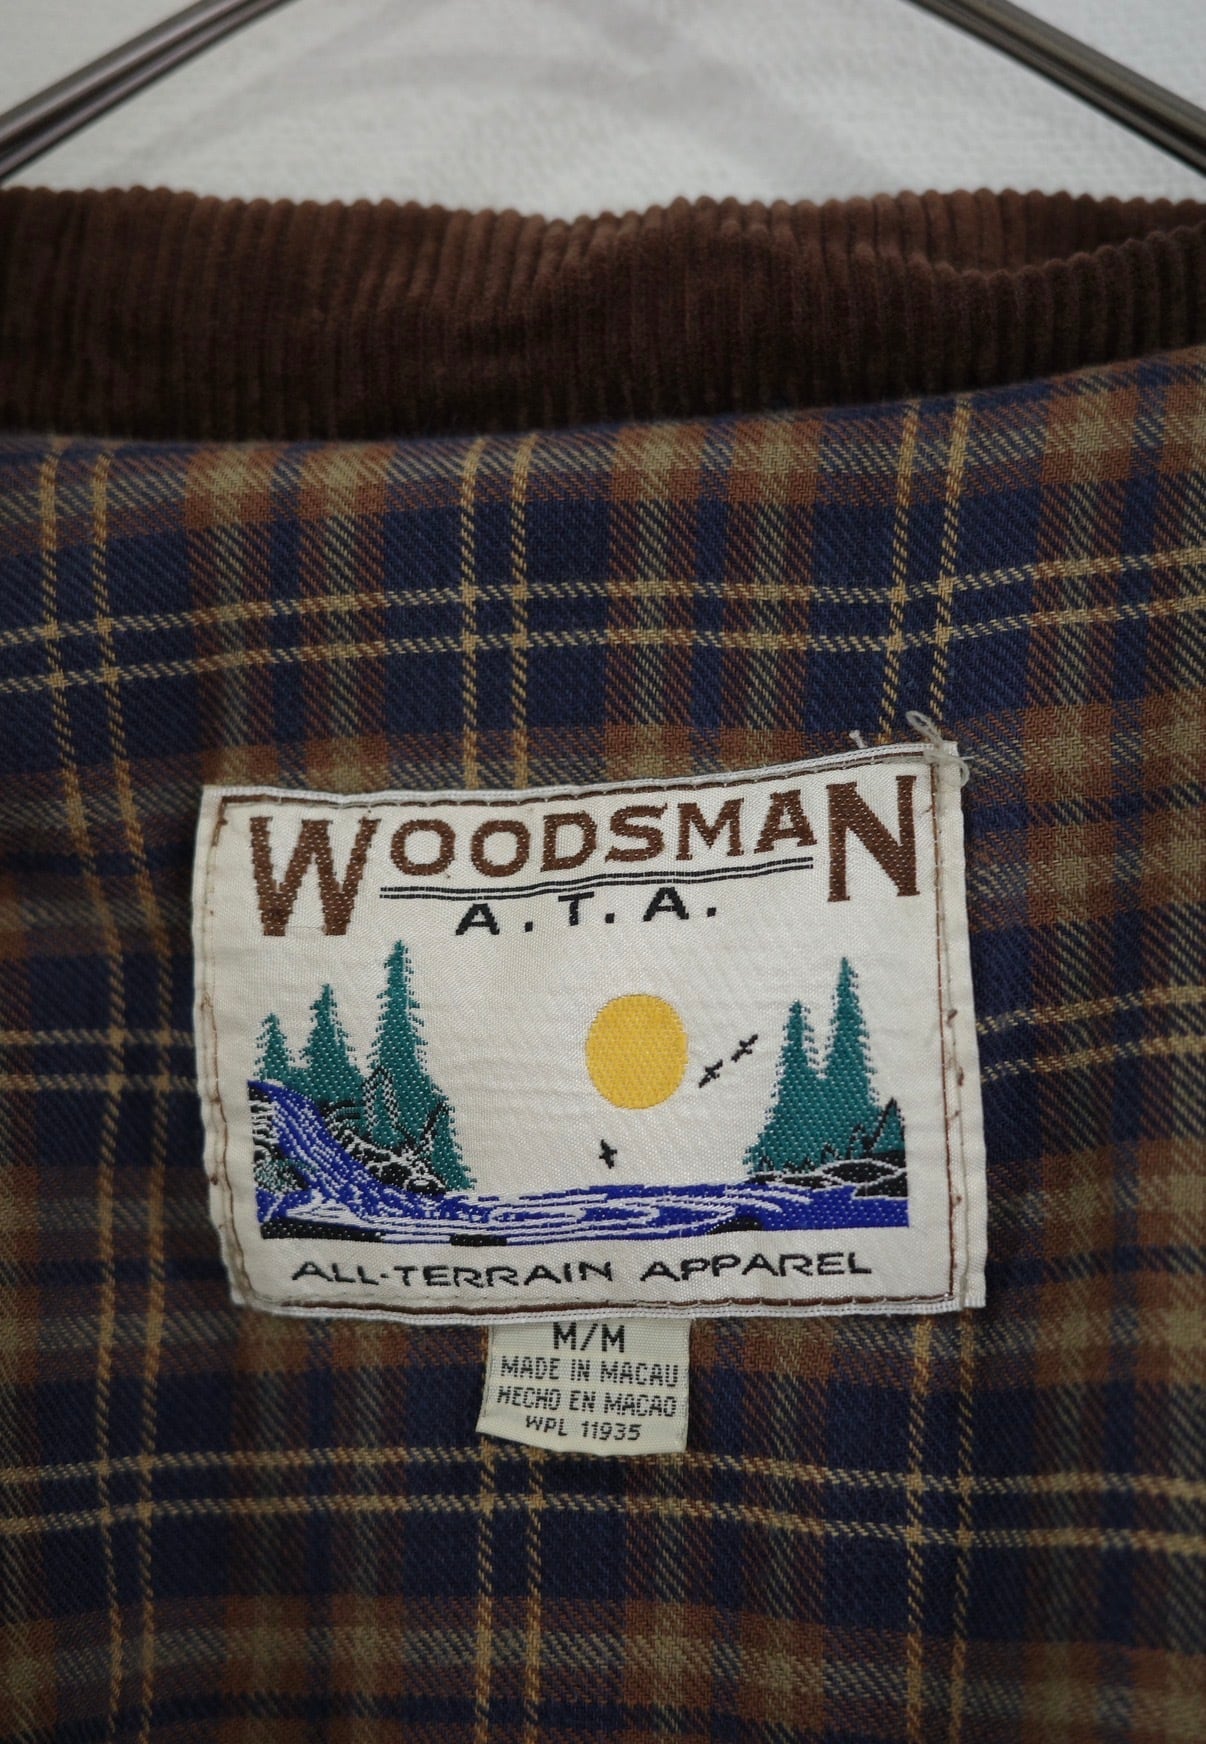 WOODSMAN
A.T.A.
ALL-TERRAIN APPAREL
M/M
MADE IN MACAU
HECHO EN MACAO
WPL 11935